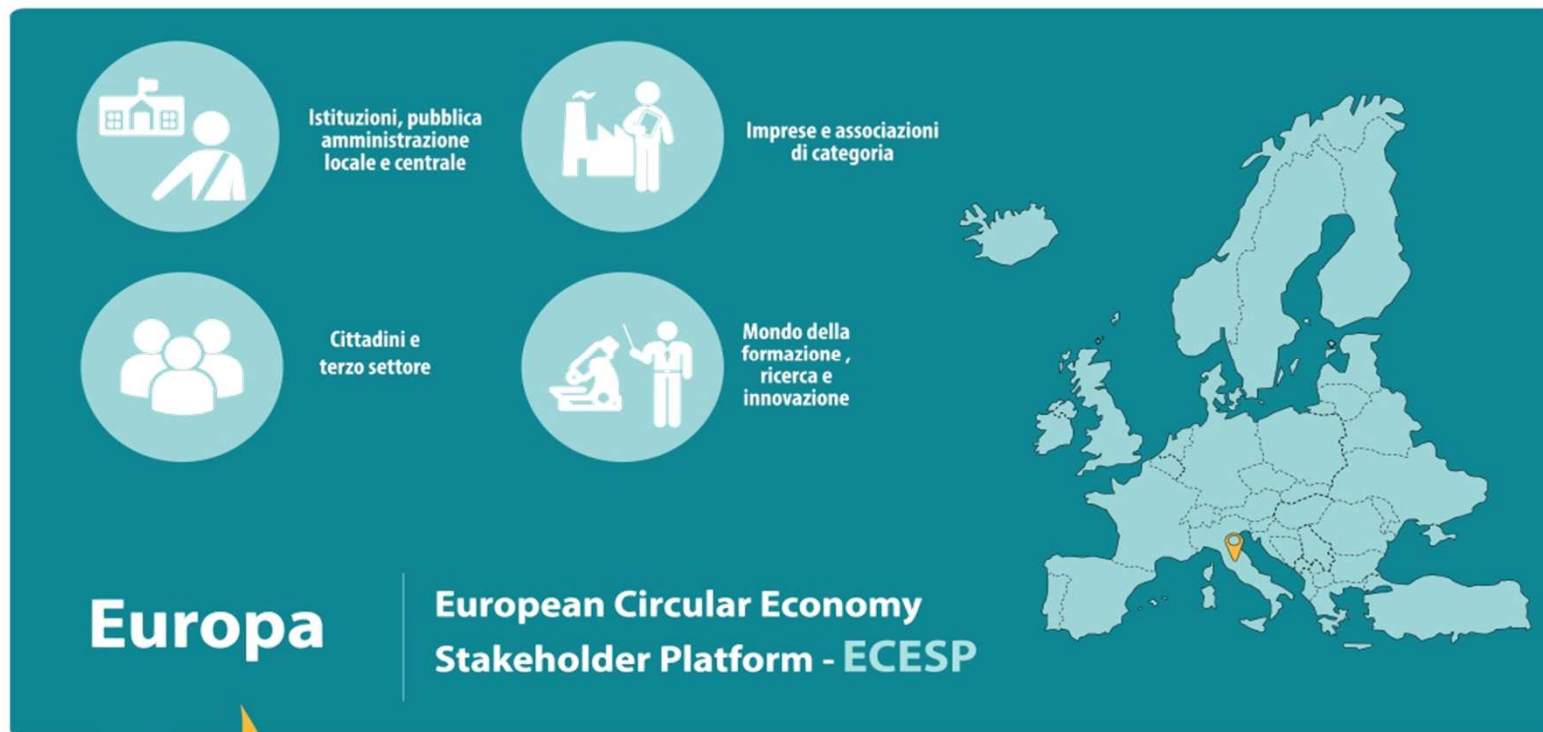 Istituzioni, pubblica
amministrazione
locale e centrale
Imprese e associazioni
di categoria
Cittadini e
terzo settore
Mondo della
formazione ,
ricerca e
innovazione
Europa
European Circular Economy
Stakeholder Platform - ECESP